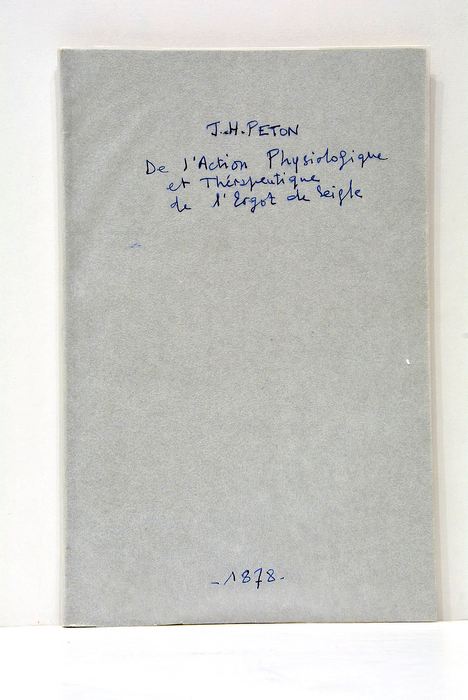 J.H. PETON
De l'Action Physiologique
et Thérapeutique
de l'Ergot de Seigle
- 1878 -